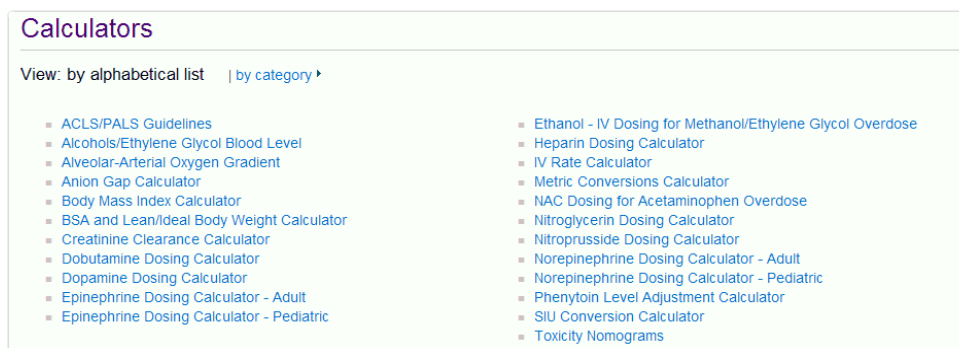 Calculators
View: by alphabetical list | by category
ACLS/PALS Guidelines
Alcohols/Ethylene Glycol Blood Level
Alveolar-Arterial Oxygen Gradient
Anion Gap Calculator
Body Mass Index Calculator
BSA and Lean/Ideal Body Weight Calculator
Creatinine Clearance Calculator
Dobutamine Dosing Calculator
Dopamine Dosing Calculator
Epinephrine Dosing Calculator - Adult
Epinephrine Dosing Calculator - Pediatric
Ethanol - IV Dosing for Methanol/Ethylene Glycol Overdose
Heparin Dosing Calculator
IV Rate Calculator
Metric Conversions Calculator
NAC Dosing for Acetaminophen Overdose
Nitroglycerin Dosing Calculator
Nitroprusside Dosing Calculator
Norepinephrine Dosing Calculator - Adult
Norepinephrine Dosing Calculator - Pediatric
Phenytoin Level Adjustment Calculator
SIU Conversion Calculator
Toxicity Nomograms